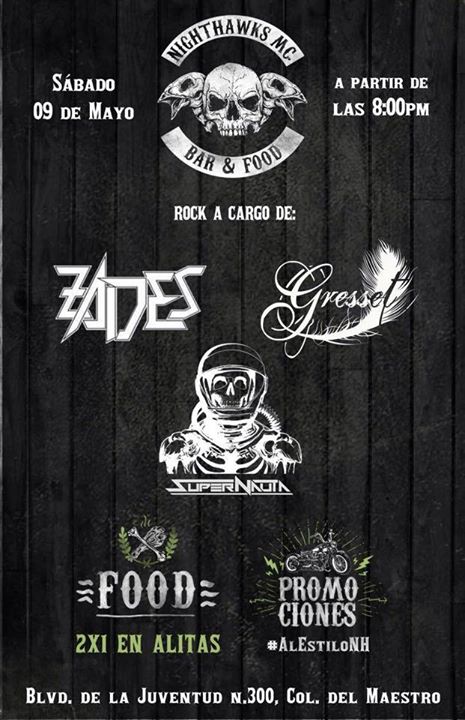 NIGHTHAWKS MC
BAR & FOOD
SÁBADO
09 DE MAYO
A PARTIR DE
LAS 8:00PM
ROCK A CARGO DE:
ZADES
Gresset
SUPERNAUTA
FOOD
2X1 EN ALITAS
PROMO
CIONES
#ALESTILONH
BLVD. DE LA JUVENTUD N.300, COL. DEL MAESTRO